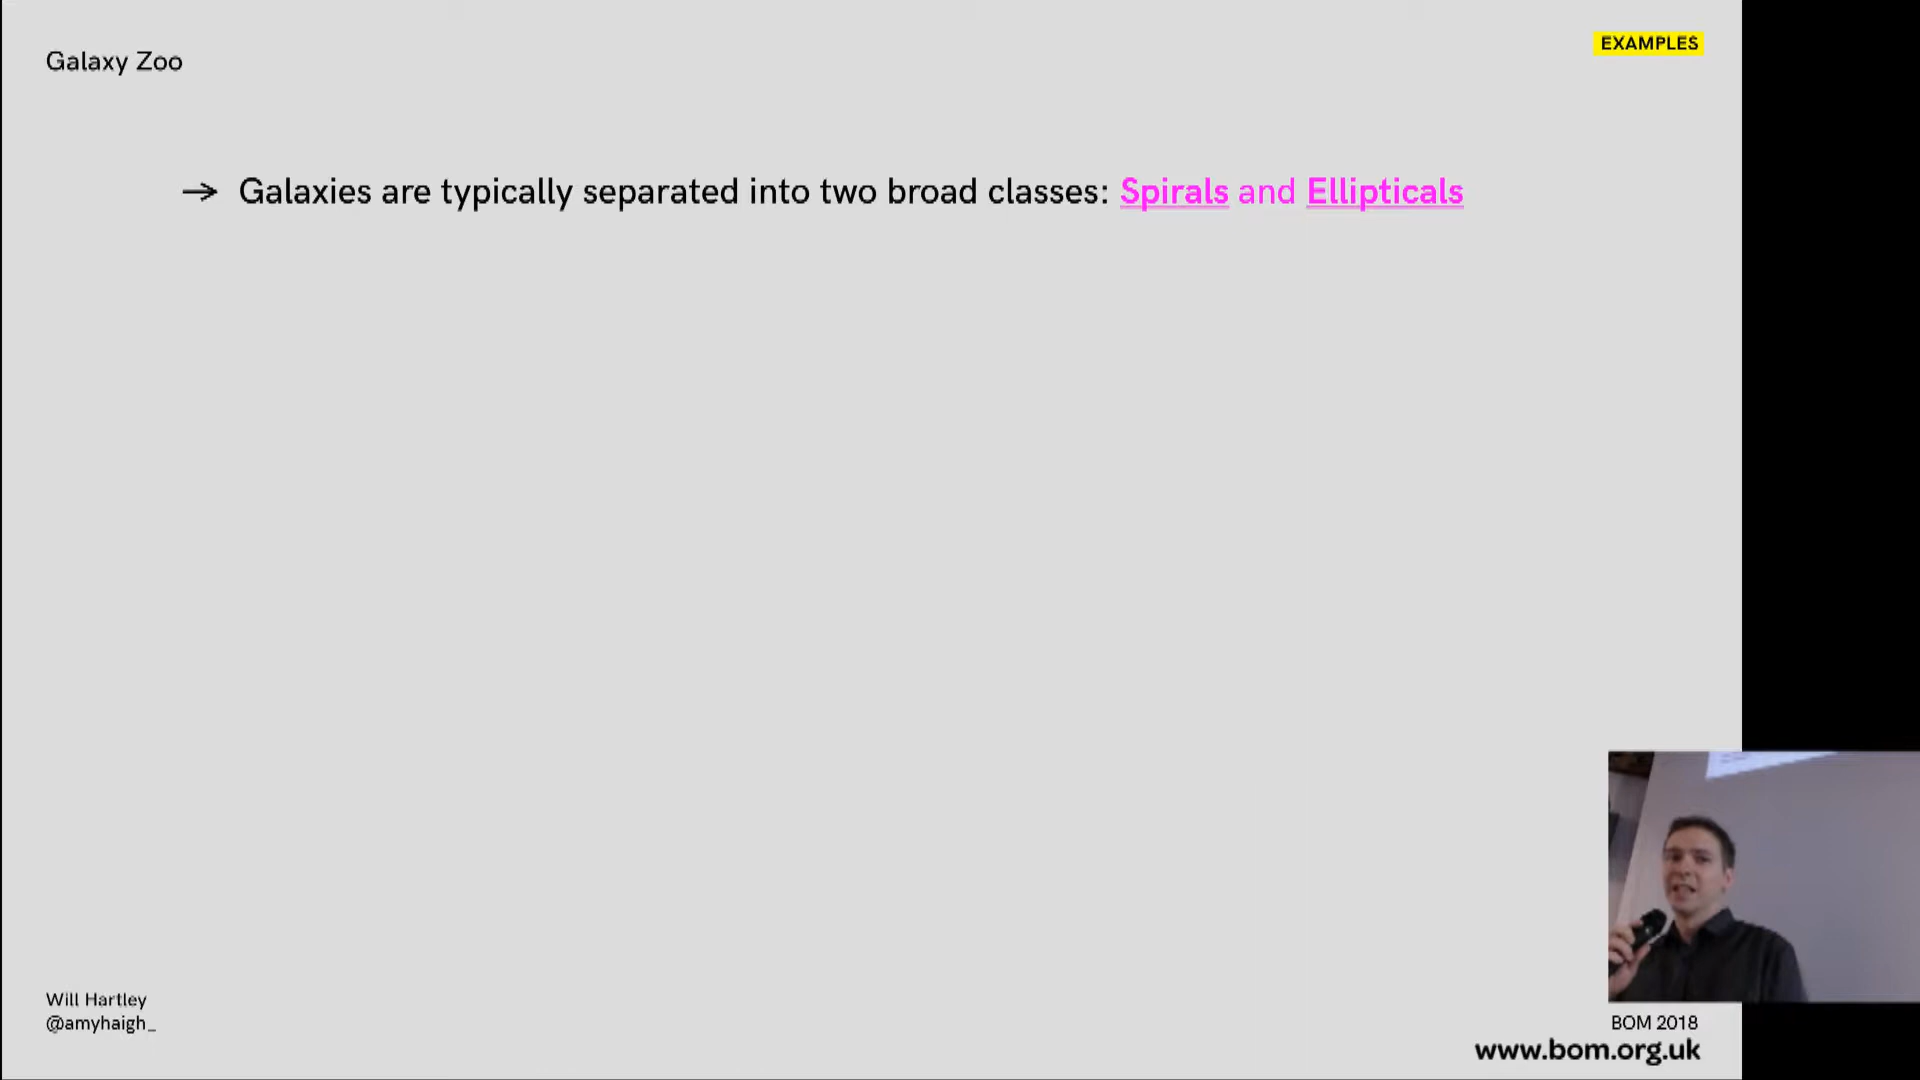 Galaxy Zoo
EXAMPLES
→ Galaxies are typically separated into two broad classes: Spirals and Ellipticals
Will Hartley
@amyhaigh_
BOM 2018
www.bom.org.uk